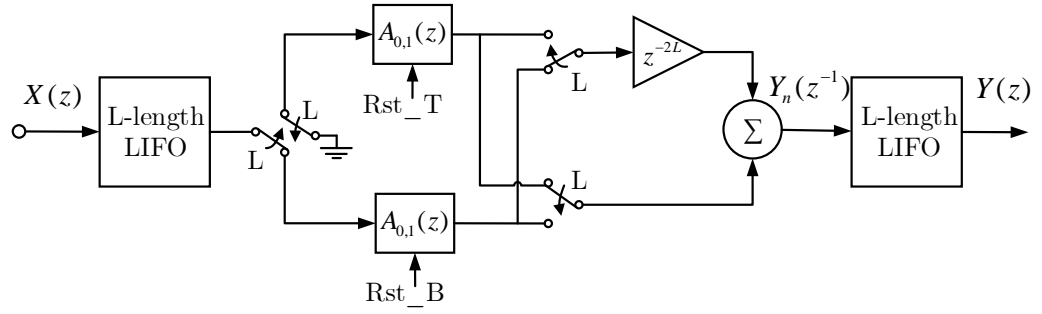 X(z)
L-length
LIFO
L
L
A_{0,1}(z)
Rst_T
A_{0,1}(z)
Rst_B
L
L
z^{-2L}
Σ
Y_n(z^{-1})
L-length
LIFO
Y(z)